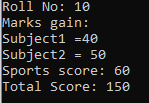 Roll No: 10
Marks gain:
Subject1 =40
Subject2 = 50
Sports score: 60
Total Score: 150